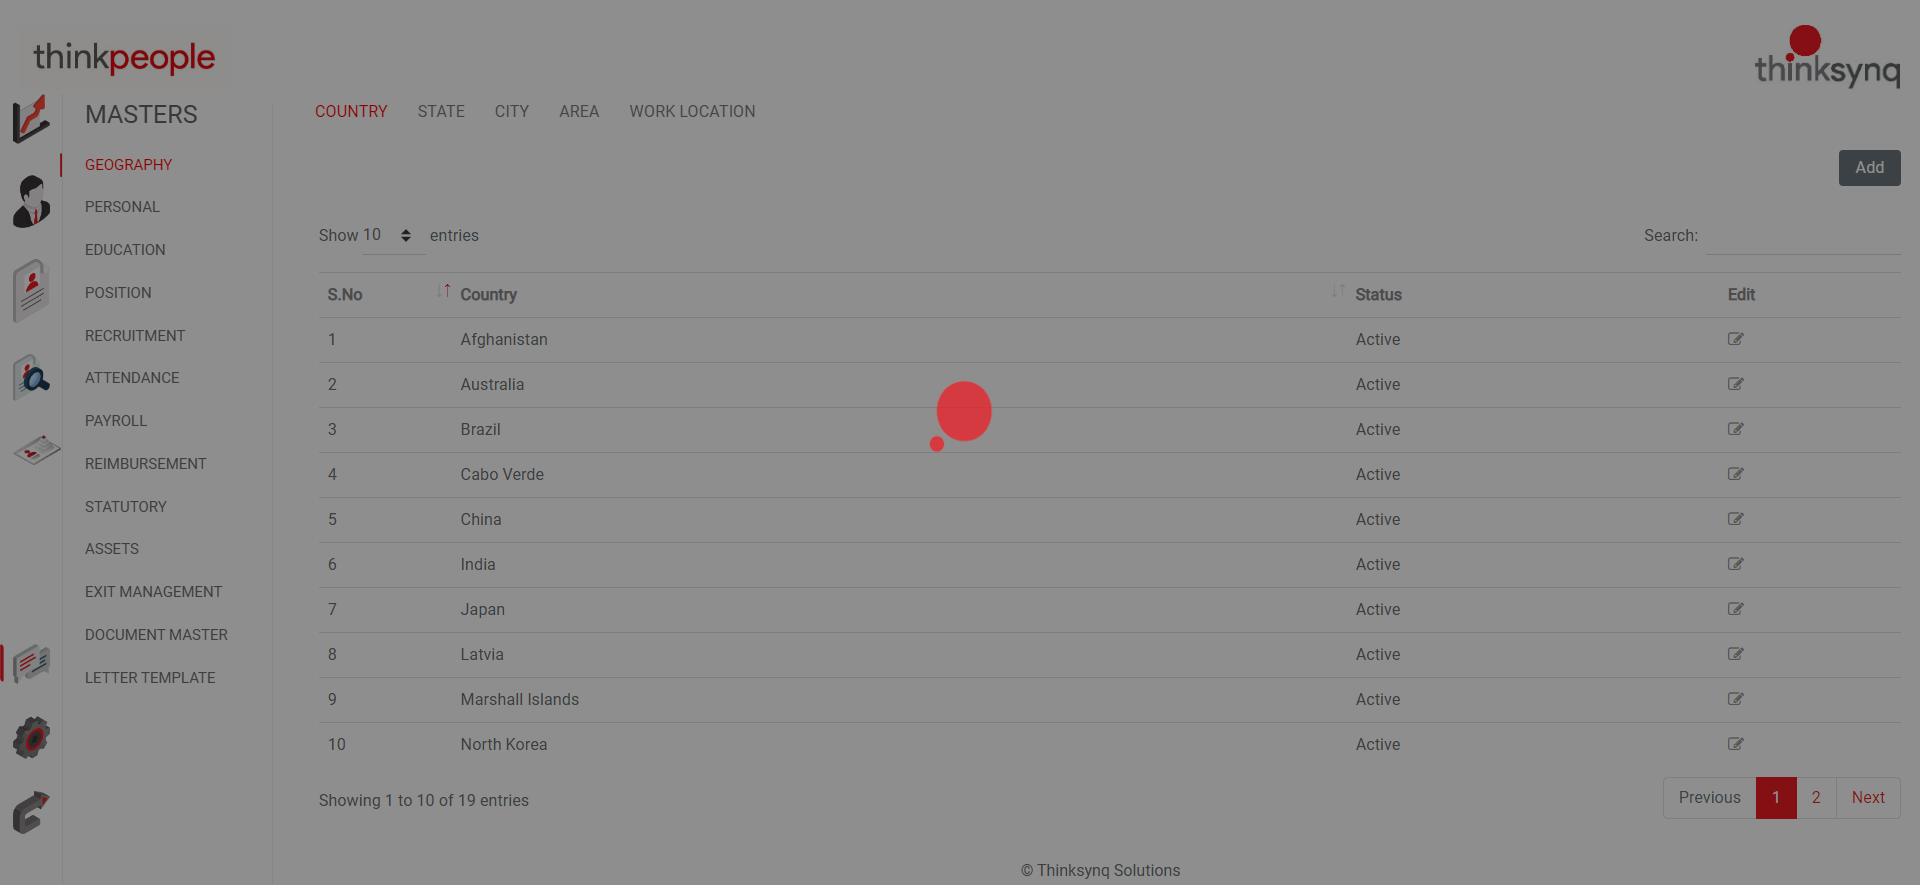 thinkpeople
thinksynq
MASTERS
GEOGRAPHY
PERSONAL
EDUCATION
POSITION
RECRUITMENT
ATTENDANCE
PAYROLL
REIMBURSEMENT
STATUTORY
ASSETS
EXIT MANAGEMENT
DOCUMENT MASTER
LETTER TEMPLATE
COUNTRY STATE CITY AREA WORK LOCATION
Add
Show 10 entries
Search:
S.No Country Status Edit
1 Afghanistan Active
2 Australia Active
3 Brazil Active
4 Cabo Verde Active
5 China Active
6 India Active
7 Japan Active
8 Latvia Active
9 Marshall Islands Active
10 North Korea Active
Showing 1 to 10 of 19 entries
Previous 1 2 Next
© Thinksynq Solutions